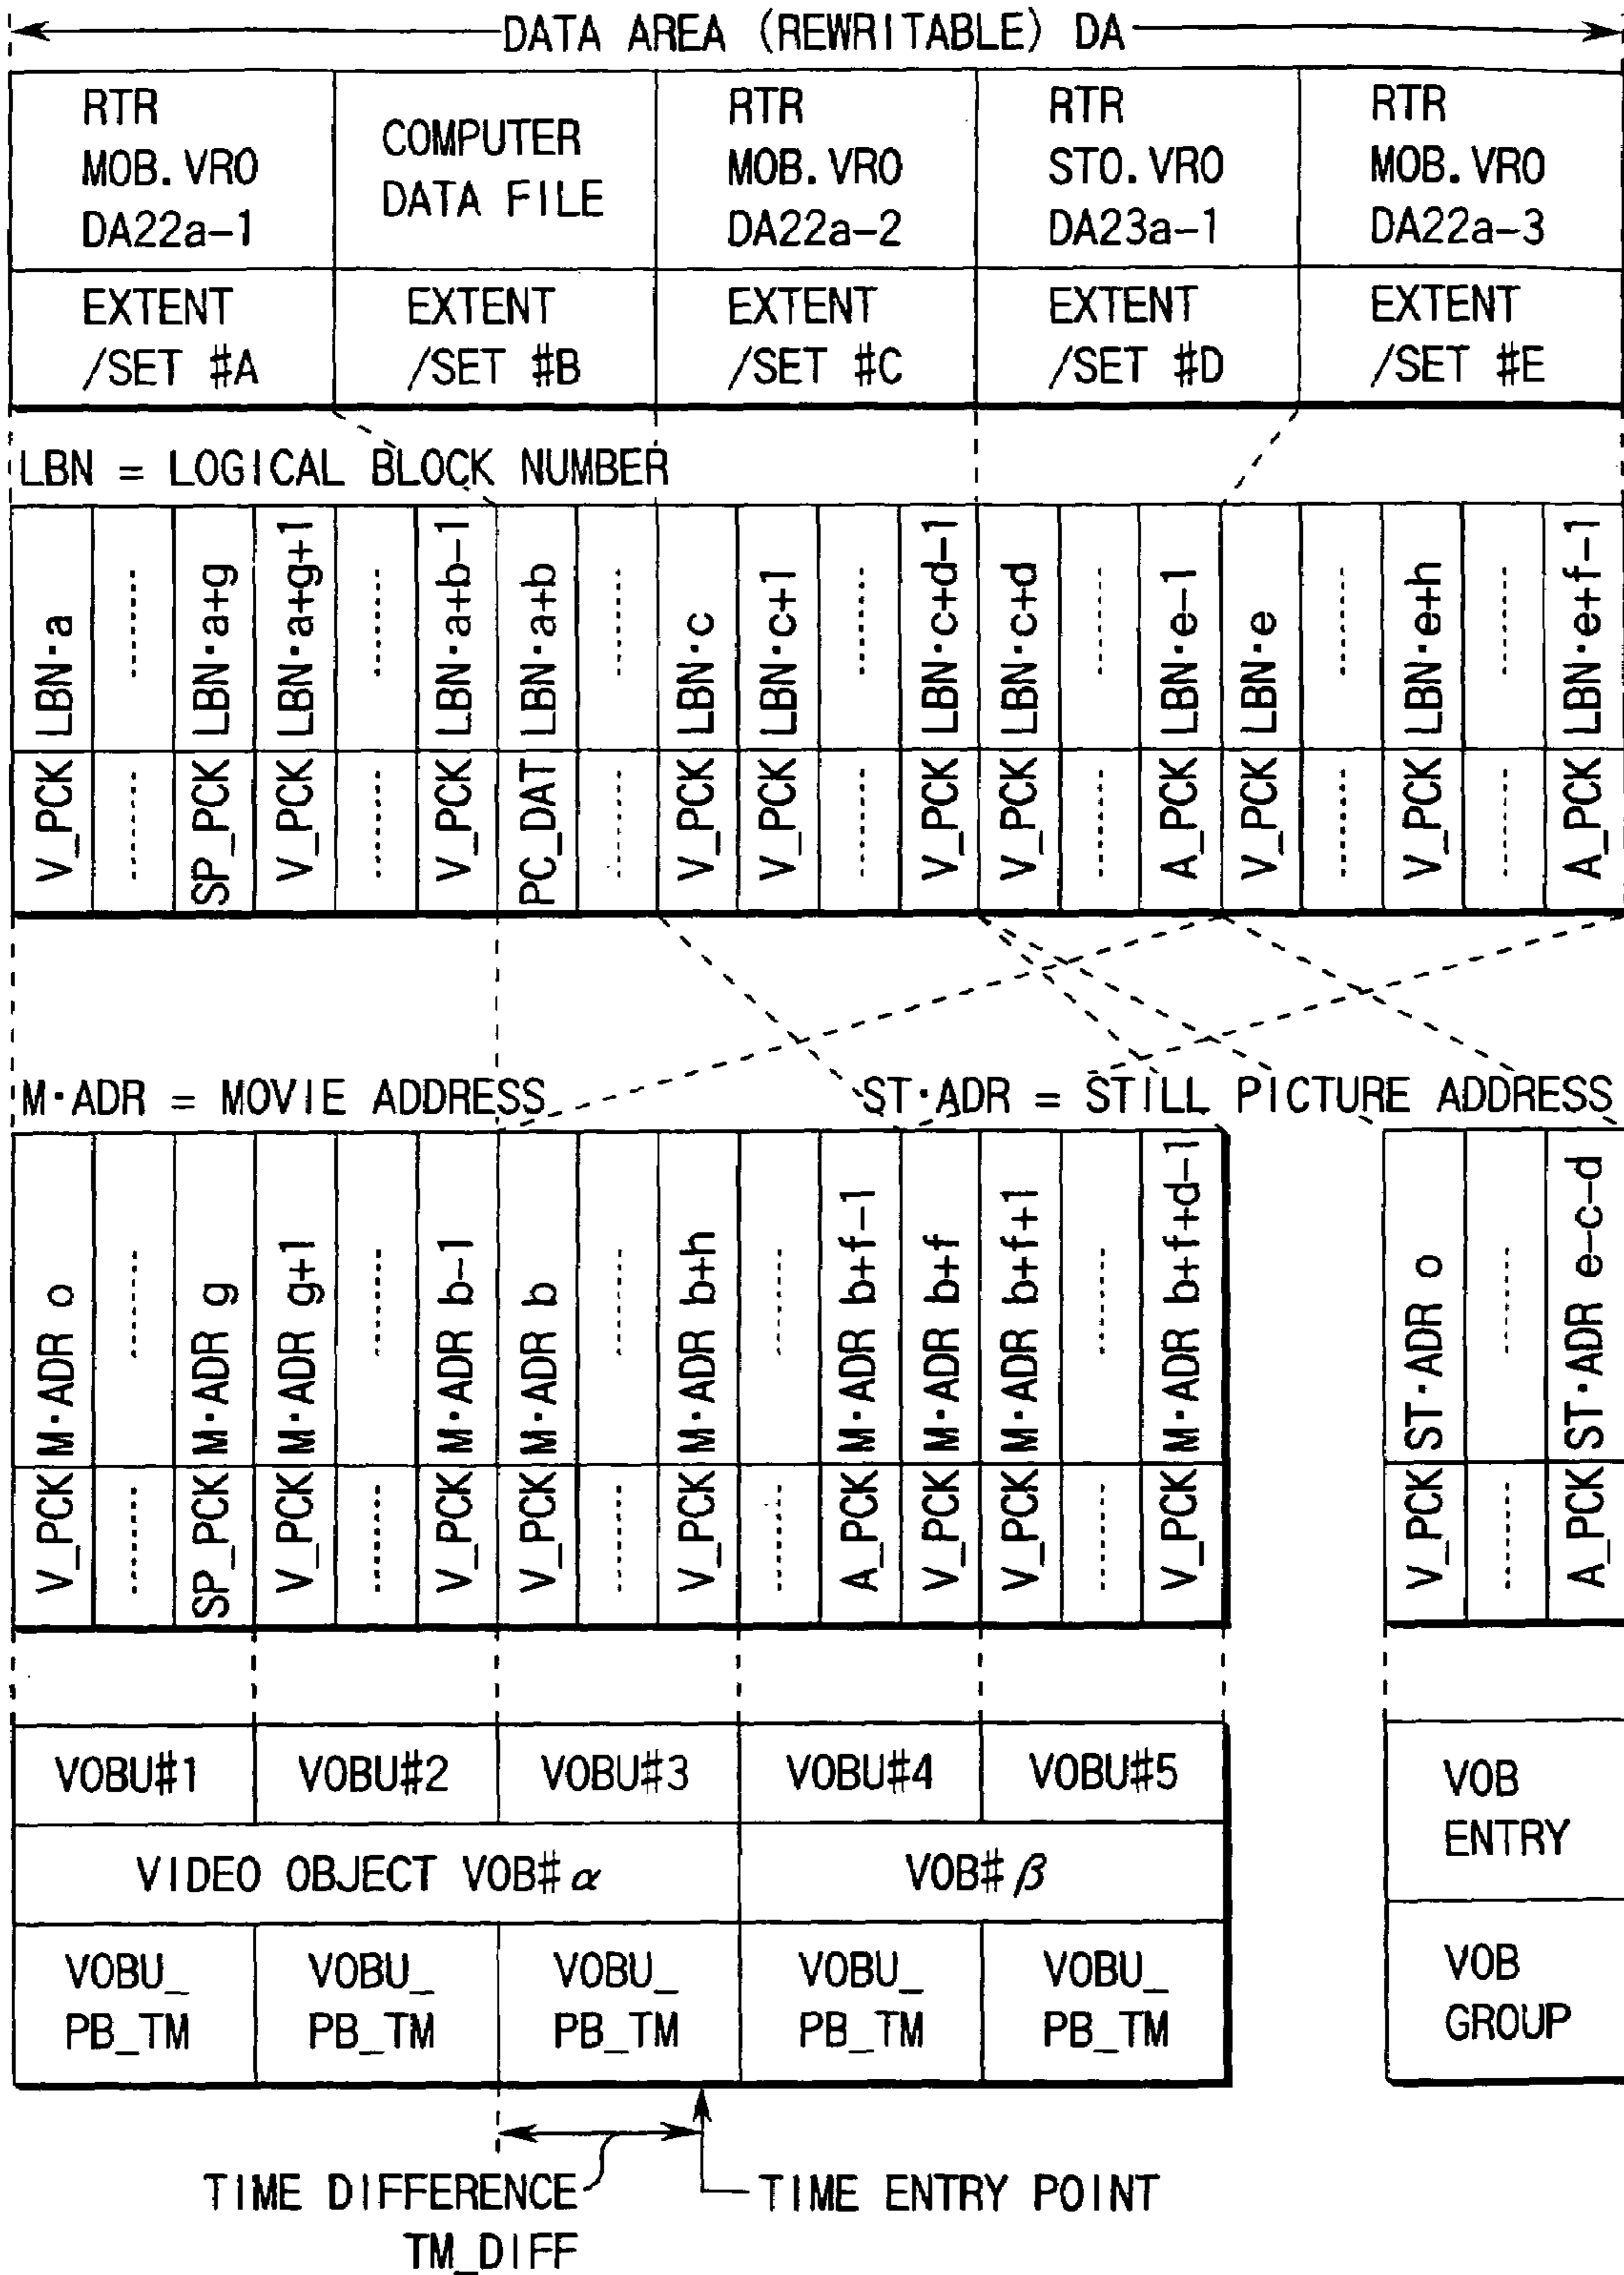 DATA AREA (REWRITABLE) DA
RTR
MOB.VRO
DA22a-1
COMPUTER
DATA FILE
RTR
MOB.VRO
DA22a-2
RTR
STO.VRO
DA23a-1
RTR
MOB.VRO
DA22a-3
EXTENT
/SET #A
EXTENT
/SET #B
EXTENT
/SET #C
EXTENT
/SET #D
EXTENT
/SET #E
LBN = LOGICAL BLOCK NUMBER
LBN·a
LBN·a+g
LBN·a+g+1
LBN·a+b-1
LBN·a+b
LBN·c
LBN·c+1
LBN·c+d-1
LBN·c+d
LBN·e-1
LBN·e
LBN·e+h
LBN·e+f-1
V_PCK
SP_PCK
V_PCK
V_PCK
PC_DAT
V_PCK
V_PCK
V_PCK
V_PCK
A_PCK
V_PCK
V_PCK
A_PCK
M·ADR = MOVIE ADDRESS
ST·ADR = STILL PICTURE ADDRESS
M·ADR o
M·ADR g
M·ADR g+1
M·ADR b-1
M·ADR b
M·ADR b+h
M·ADR b+f-1
M·ADR b+f
M·ADR b+f+1
M·ADR b+f+d-1
ST·ADR o
ST·ADR e-c-d
V_PCK
SP_PCK
V_PCK
V_PCK
V_PCK
V_PCK
A_PCK
V_PCK
V_PCK
V_PCK
V_PCK
A_PCK
VOBU#1
VOBU#2
VOBU#3
VOBU#4
VOBU#5
VOB
ENTRY
VIDEO OBJECT VOB#α
VOB#β
VOBU_
PB_TM
VOBU_
PB_TM
VOBU_
PB_TM
VOBU_
PB_TM
VOBU_
PB_TM
VOB
GROUP
TIME DIFFERENCE
TM_DIFF
TIME ENTRY POINT